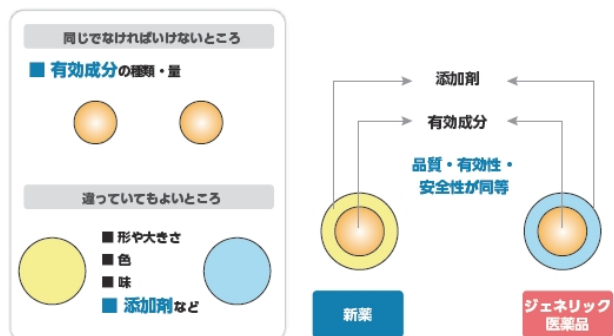 同じでなければいけないところ
■ 有効成分の種類・量
違っていてもよいところ
■ 形や大きさ
■ 色
■ 味
■ 添加剤など
添加剤
有効成分
品質・有効性・
安全性が同等
新薬
ジェネリック
医薬品